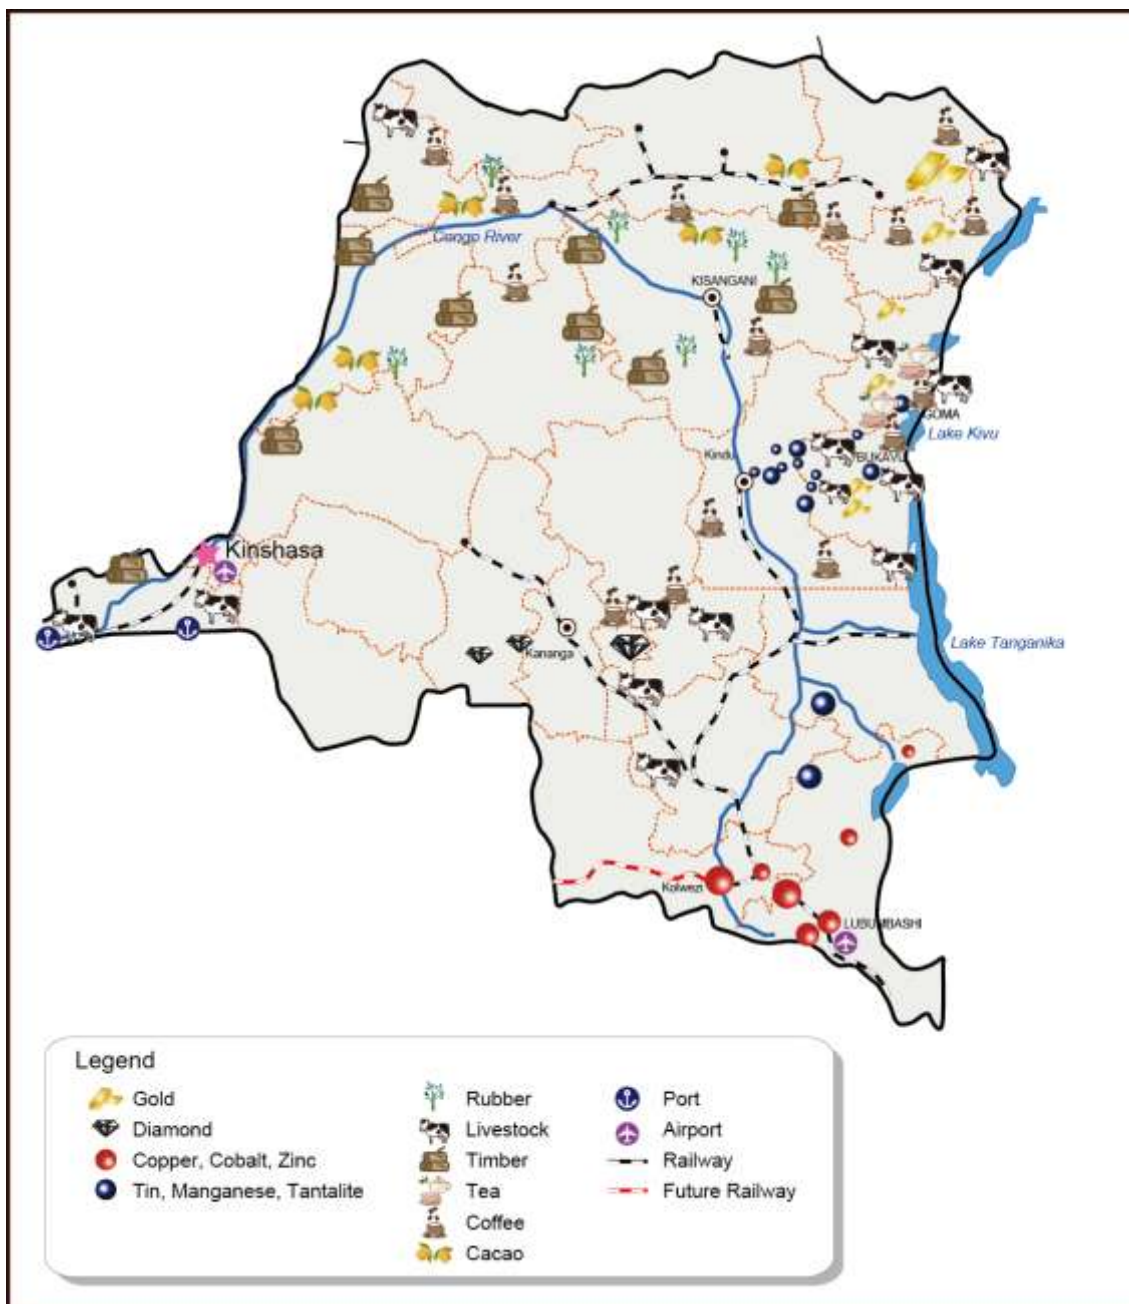 Congo River
KISANGANI
GOMA
Lake Kivu
BUKAVU
Kindu
Kinshasa
Kananga
Lake Tanganika
Kolwezi
LUBUMBASHI
Legend
Gold
Diamond
Copper, Cobalt, Zinc
Tin, Manganese, Tantalite
Rubber
Livestock
Timber
Tea
Coffee
Cacao
Port
Airport
Railway
Future Railway